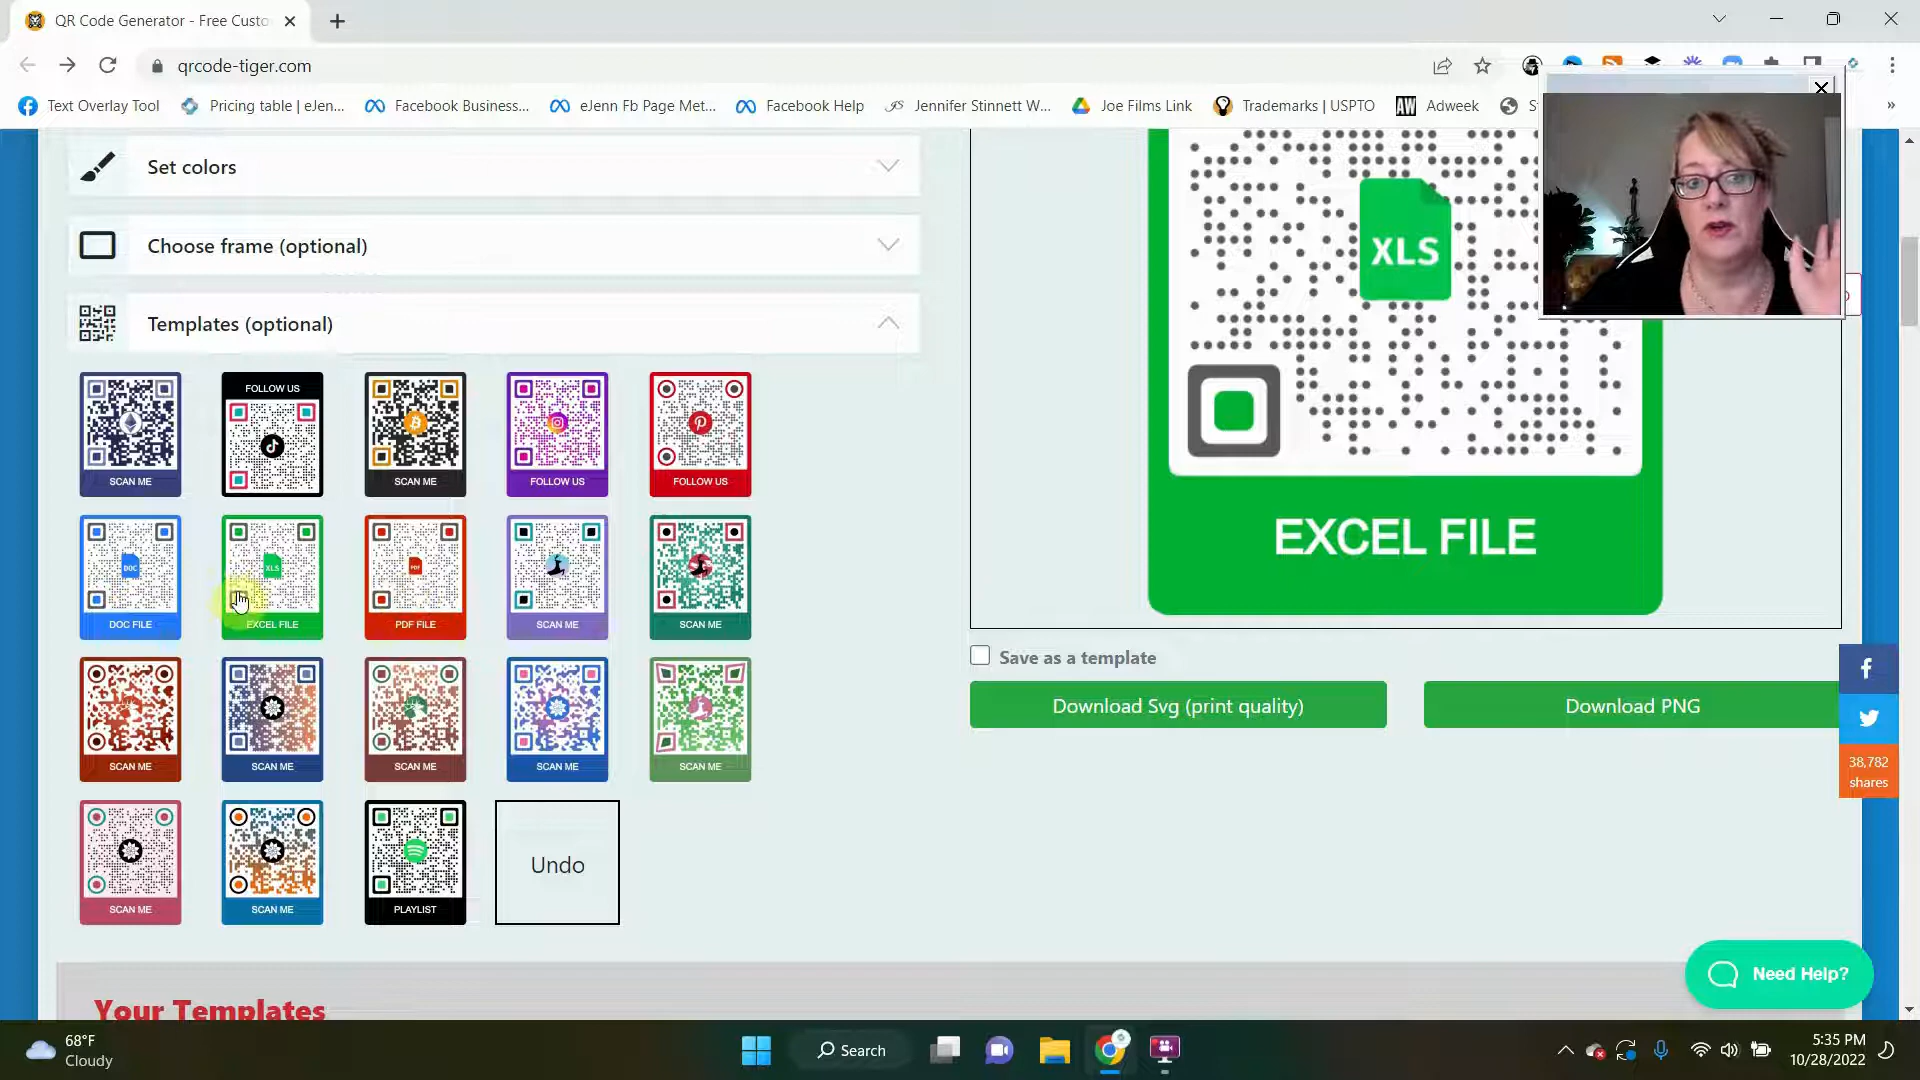 QR Code Generator - Free Custo
qrcode-tiger.com
Text Overlay Tool
Pricing table | eJen...
Facebook Business...
eJenn Fb Page Met...
Facebook Help
JS Jennifer Stinnett W...
Joe Films Link
Trademarks | USPTO
AW Adweek
Set colors
Choose frame (optional)
Templates (optional)
SCAN ME
FOLLOW US
SCAN ME
FOLLOW US
FOLLOW US
DOC
DOC FILE
XLS
EXCEL FILE
PDF
PDF FILE
SCAN ME
SCAN ME
SCAN ME
SCAN ME
SCAN ME
SCAN ME
SCAN ME
SCAN ME
SCAN ME
PLAYLIST
Undo
Your Templates
XLS
EXCEL FILE
Save as a template
Download Svg (print quality)
Download PNG
38,782
shares
Need Help?
68°F
Cloudy
Search
5:35 PM
10/28/2022